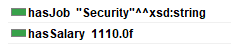 hasJob "Security"^^xsd:string
hasSalary 1110.0f